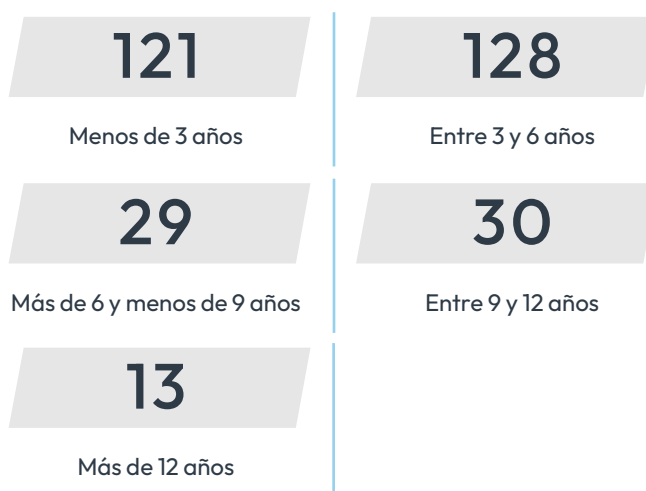 121
Menos de 3 años
128
Entre 3 y 6 años
29
Más de 6 y menos de 9 años
30
Entre 9 y 12 años
13
Más de 12 años